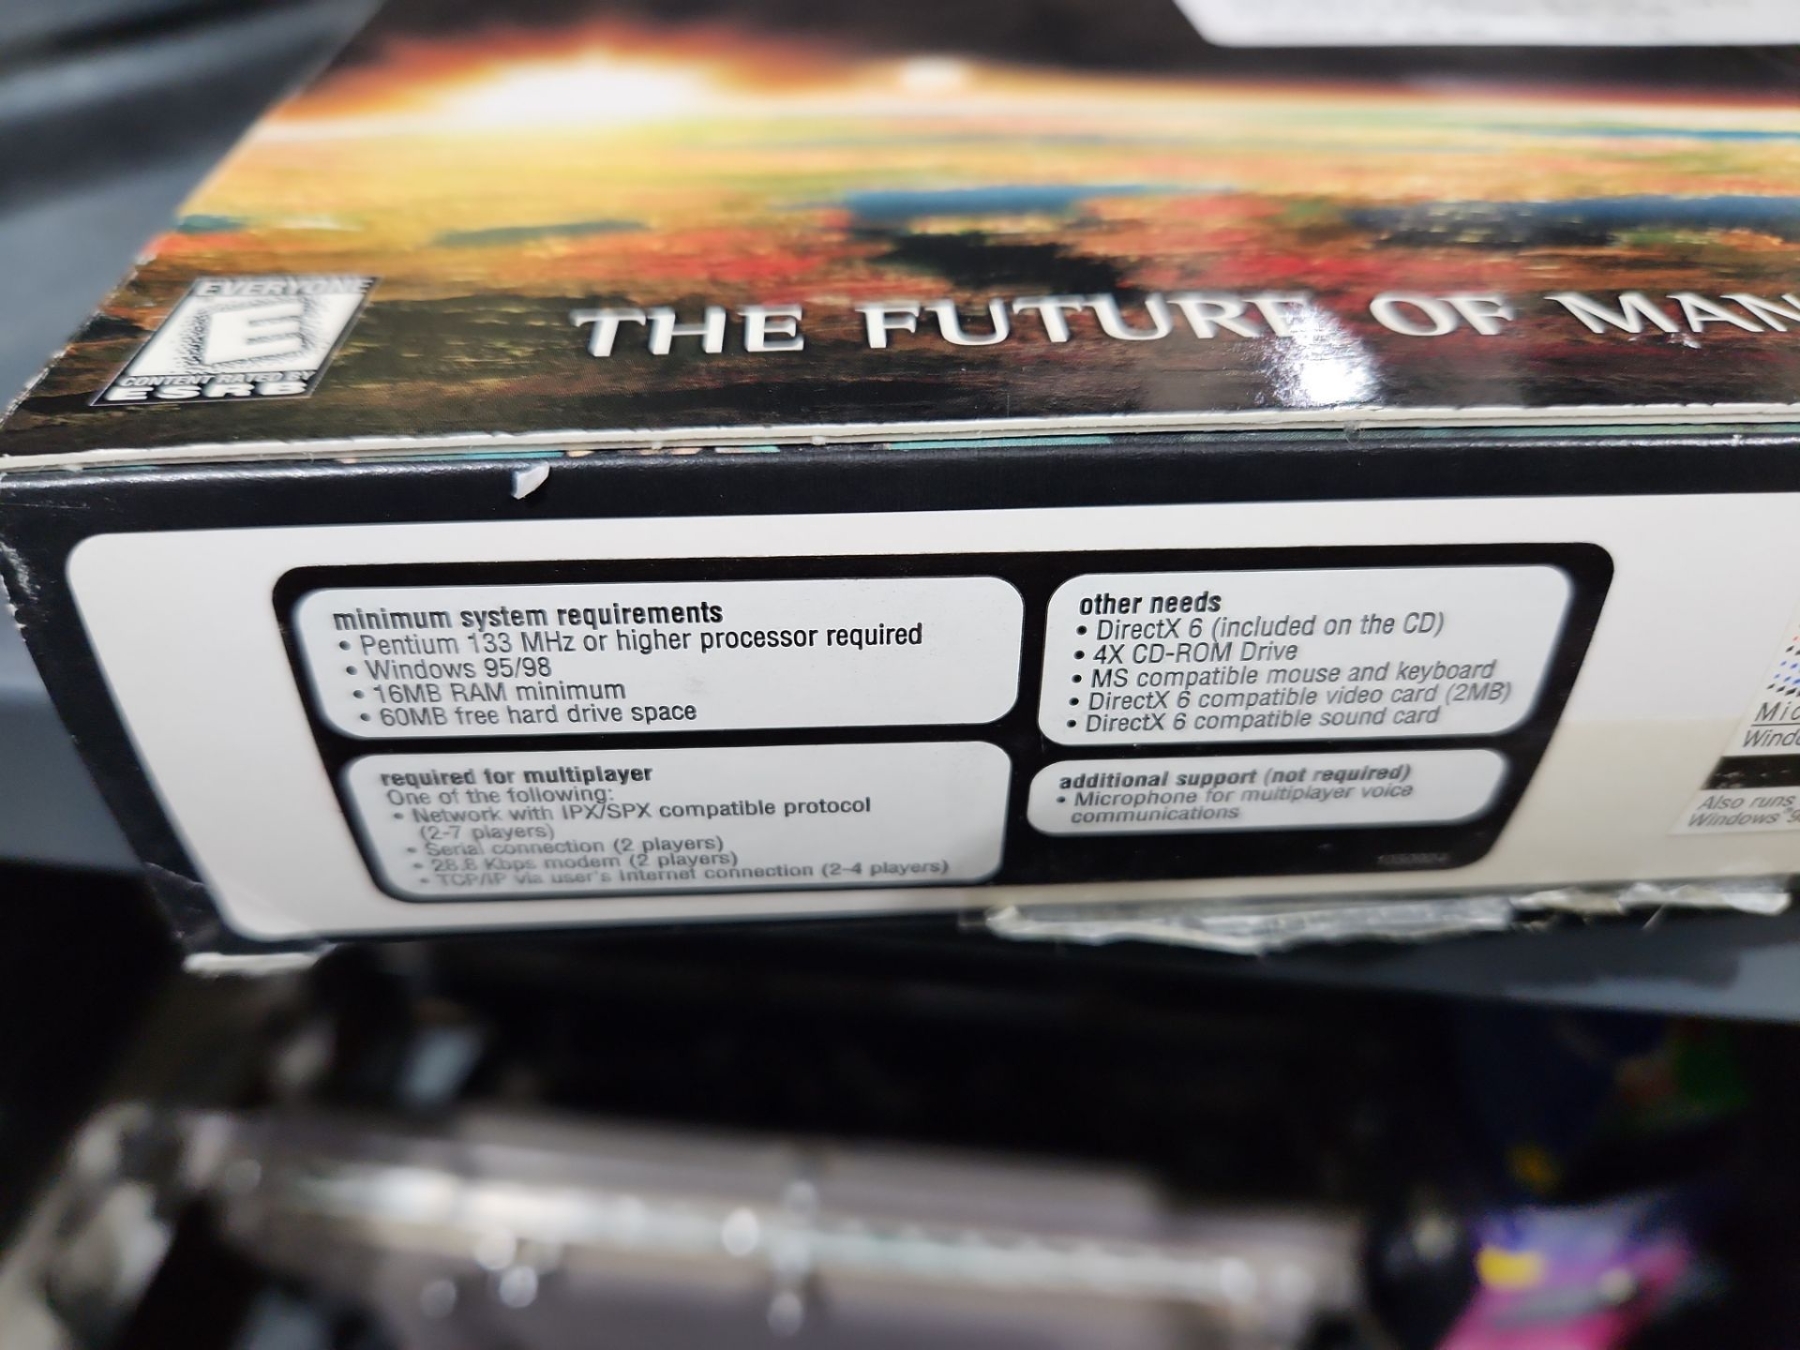 EVERYONE
E
CONTENT RATED BY
ESRB
THE FUTURE OF MAN
minimum system requirements
• Pentium 133 MHz or higher processor required
• Windows 95/98
• 16MB RAM minimum
• 60MB free hard drive space
required for multiplayer
One of the following:
• Network with IPX/SPX compatible protocol
(2-7 players)
• Serial connection (2 players)
• 28.8 Kbps modem (2 players)
• TCP/IP via user's Internet connection (2-4 players)
other needs
• DirectX 6 (included on the CD)
• 4X CD-ROM Drive
• MS compatible mouse and keyboard
• DirectX 6 compatible video card (2MB)
• DirectX 6 compatible sound card
additional support (not required)
• Microphone for multiplayer voice
communications
Mic
Windo
Also runs
Windows 9